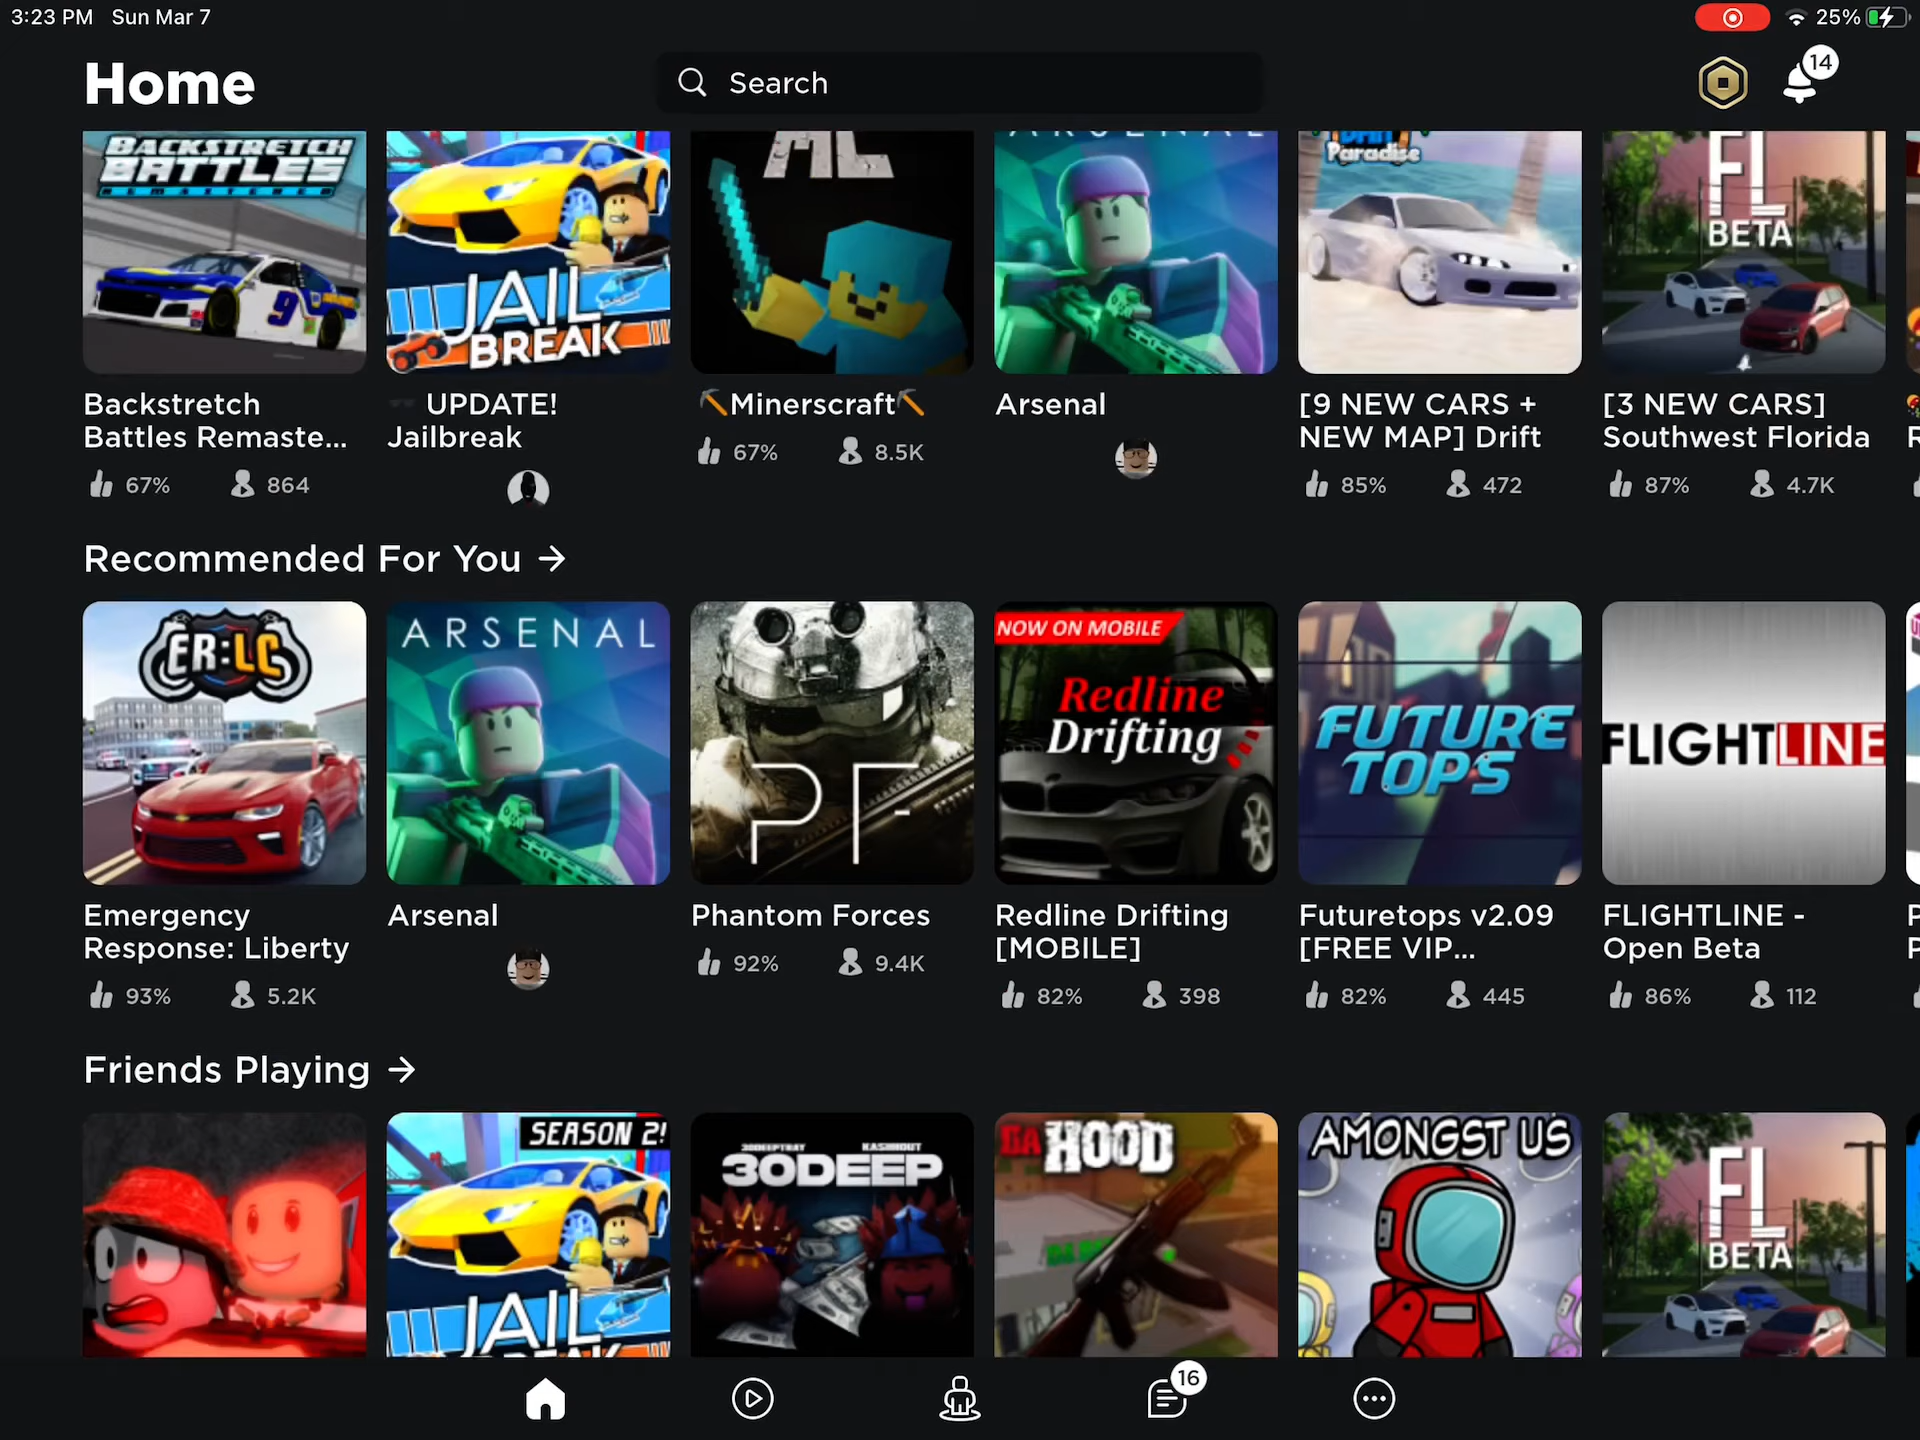 3:23 PM Sun Mar 7
25%
Home
Search
14
BACKSTRETCH
BATTLES
REMASTERED
JAIL
BREAK
ARSENAL
Paradise
FL
BETA
Backstretch
Battles Remaste...
67% 864
UPDATE!
Jailbreak
Minerscraft
67% 8.5K
Arsenal
[9 NEW CARS +
NEW MAP] Drift
85% 472
[3 NEW CARS]
Southwest Florida
87% 4.7K
Recommended For You →
ER:LC
ARSENAL
PF
NOW ON MOBILE
Redline
Drifting
FUTURE
TOPS
FLIGHTLINE
Emergency
Response: Liberty
93% 5.2K
Arsenal
Phantom Forces
92% 9.4K
Redline Drifting
[MOBILE]
82% 398
Futuretops v2.09
[FREE VIP...
82% 445
FLIGHTLINE -
Open Beta
86% 112
Friends Playing →
SEASON 2!
JAIL
30DEEP
DA HOOD
AMONGST US
FL
BETA
16